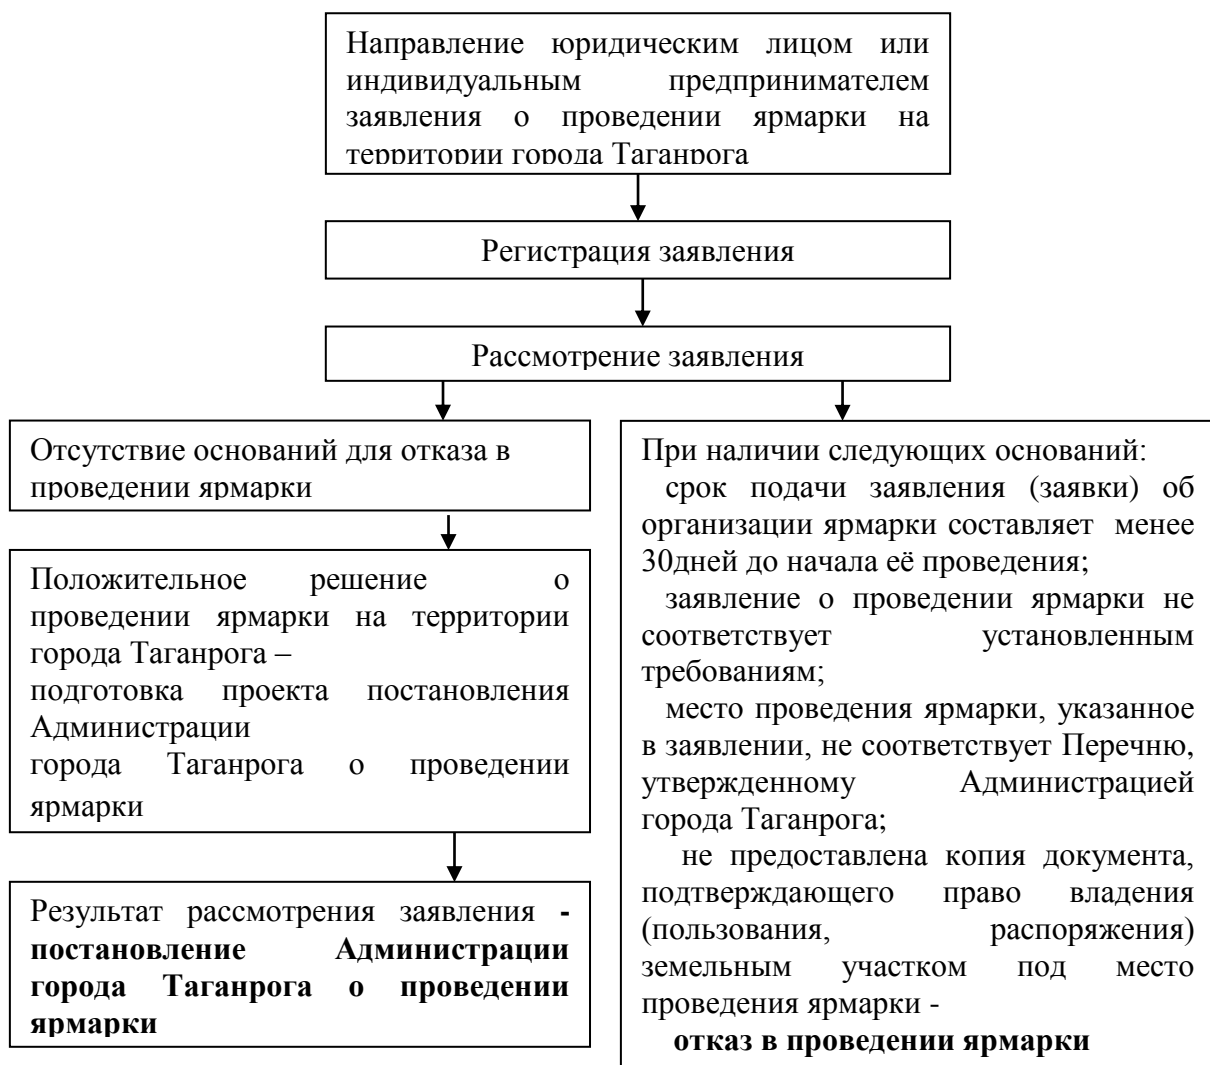 Направление юридическим лицом или
индивидуальным предпринимателем
заявления о проведении ярмарки на
территории города Таганрога
Регистрация заявления
Рассмотрение заявления
Отсутствие оснований для отказа в
проведении ярмарки
Положительное решение о
проведении ярмарки на территории
города Таганрога –
подготовка проекта постановления
Администрации
города Таганрога о проведении
ярмарки
Результат рассмотрения заявления -
постановление Администрации
города Таганрога о проведении
ярмарки
При наличии следующих оснований:
срок подачи заявления (заявки) об
организации ярмарки составляет менее
30дней до начала её проведения;
заявление о проведении ярмарки не
соответствует установленным
требованиям;
место проведения ярмарки, указанное
в заявлении, не соответствует Перечню,
утвержденному Администрацией
города Таганрога;
не предоставлена копия документа,
подтверждающего право владения
(пользования, распоряжения)
земельным участком под место
проведения ярмарки -
отказ в проведении ярмарки